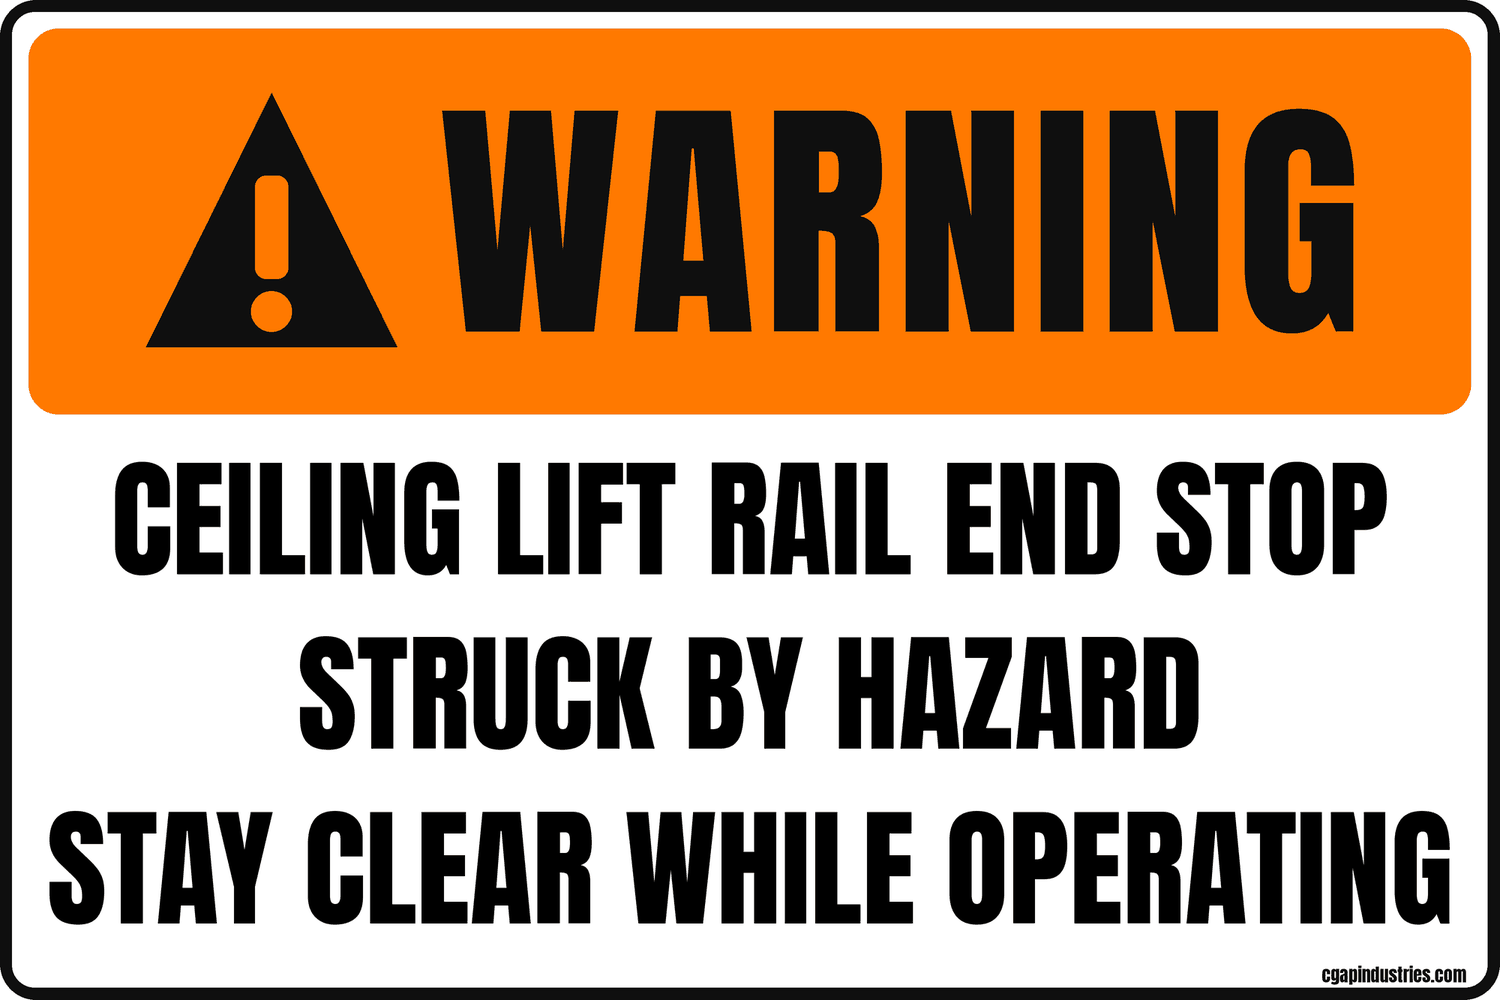 WARNING
CEILING LIFT RAIL END STOP
STRUCK BY HAZARD
STAY CLEAR WHILE OPERATING
cgapindustries.com